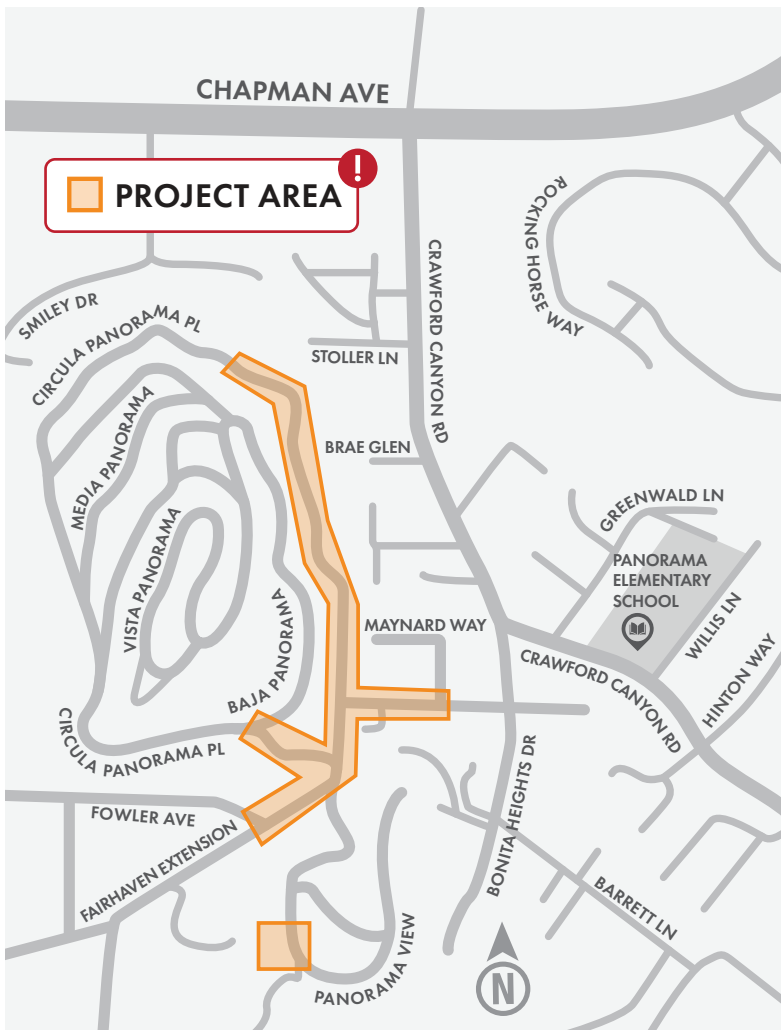 CHAPMAN AVE
!
PROJECT AREA
ROCKING HORSE WAY
CRAWFORD CANYON RD
SMILEY DR
CIRCULA PANORAMA PL
STOLLER LN
MEDIA PANORAMA
BRAE GLEN
GREENWALD LN
VISTA PANORAMA
PANORAMA
ELEMENTARY
SCHOOL
WILLIS LN
BAJA PANORAMA
MAYNARD WAY
CRAWFORD CANYON RD
HINTON WAY
CIRCULA PANORAMA PL
FOWLER AVE
FAIRHAVEN EXTENSION
BONITA HEIGHTS DR
BARRETT LN
PANORAMA VIEW
N